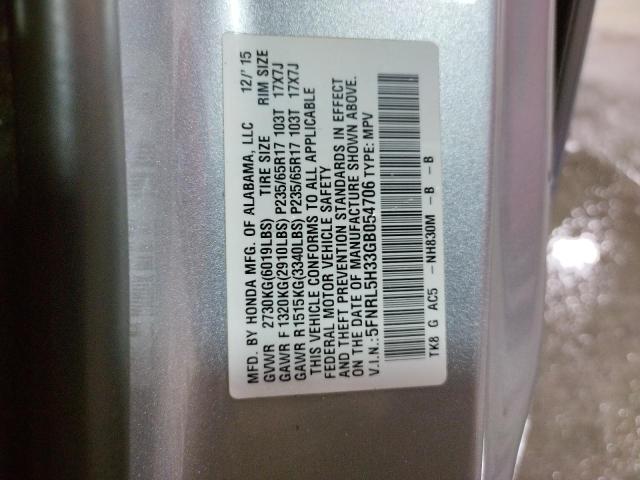 MFD. BY HONDA MFG. OF ALABAMA, LLC 12/'15
GVWR 2730KG(6019LBS) TIRE SIZE RIM SIZE
GAWR F 1320KG(2910LBS) P235/65R17 103T 17X7J
GAWR R1515KG(3340LBS) P235/65R17 103T 17X7J
THIS VEHICLE CONFORMS TO ALL APPLICABLE
FEDERAL MOTOR VEHICLE SAFETY
AND THEFT PREVENTION STANDARDS IN EFFECT
ON THE DATE OF MANUFACTURE SHOWN ABOVE.
V.I.N.: 5FNRL5H33GB054706 TYPE: MPV
TK8 G AC5 -NH830M - B - B